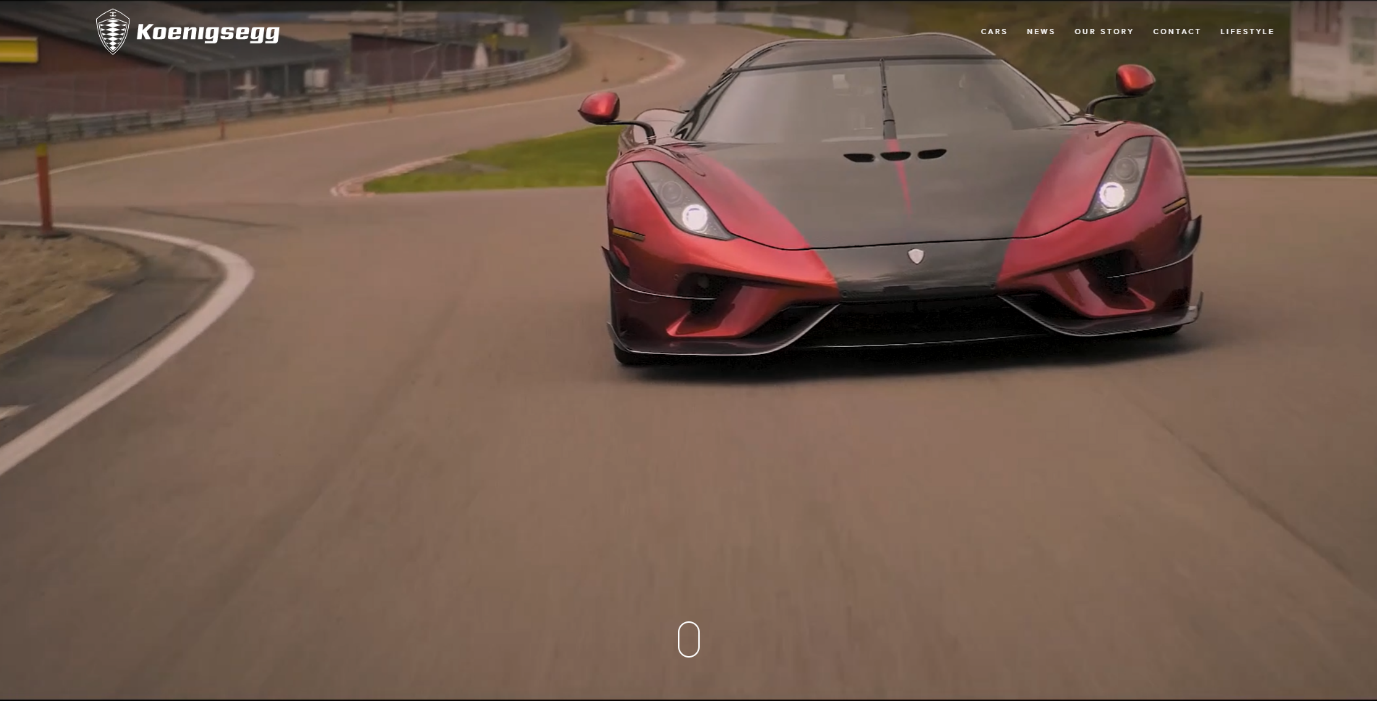 Koenigsegg
CARS NEWS OUR STORY CONTACT LIFESTYLE